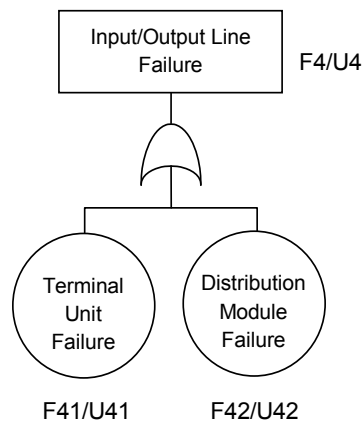 Input/Output Line
Failure
F4/U4
Terminal
Unit
Failure
Distribution
Module
Failure
F41/U41
F42/U42